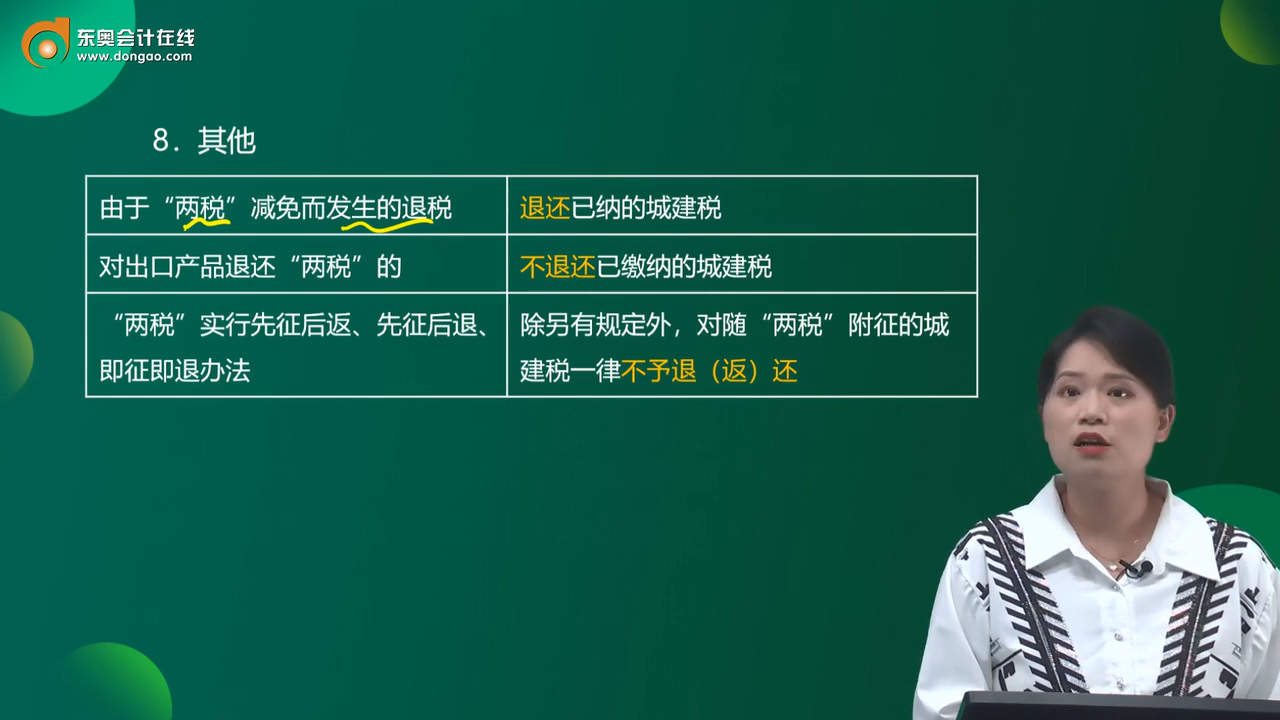 东奥会计在线
www.dongao.com
8. 其他
由于“两税”减免而发生的退税
退还已纳的城建税
对出口产品退还“两税”的
不退还已缴纳的城建税
“两税”实行先征后返、先征后退、
即征即退办法
除另有规定外，对随“两税”附征的城
建税一律不予退（返）还